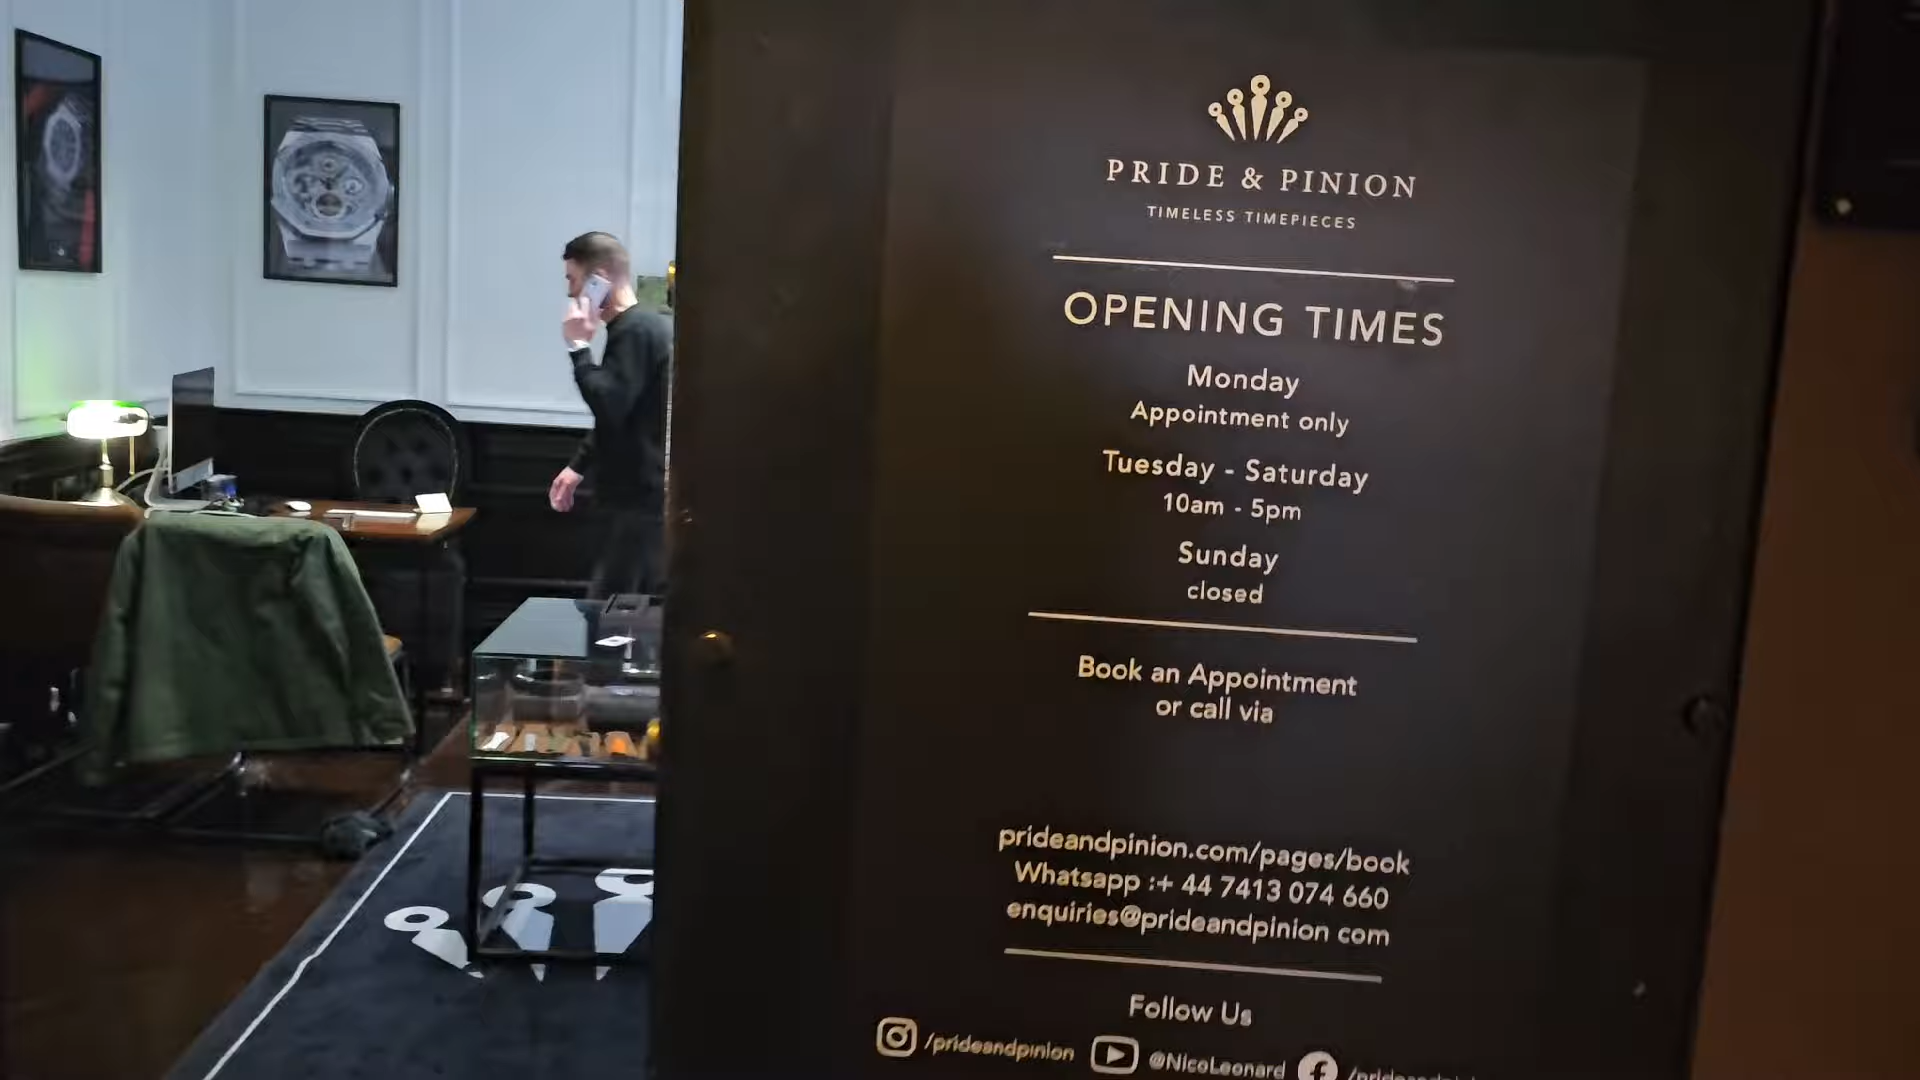 PRIDE & PINION
TIMELESS TIMEPIECES
OPENING TIMES
Monday
Appointment only
Tuesday - Saturday
10am - 5pm
Sunday
closed
Book an Appointment
or call via
prideandpinion.com/pages/book
Whatsapp :+ 44 7413 074 660
enquiries@prideandpinion com
Follow Us
/prideandpinion @NicoLeonard